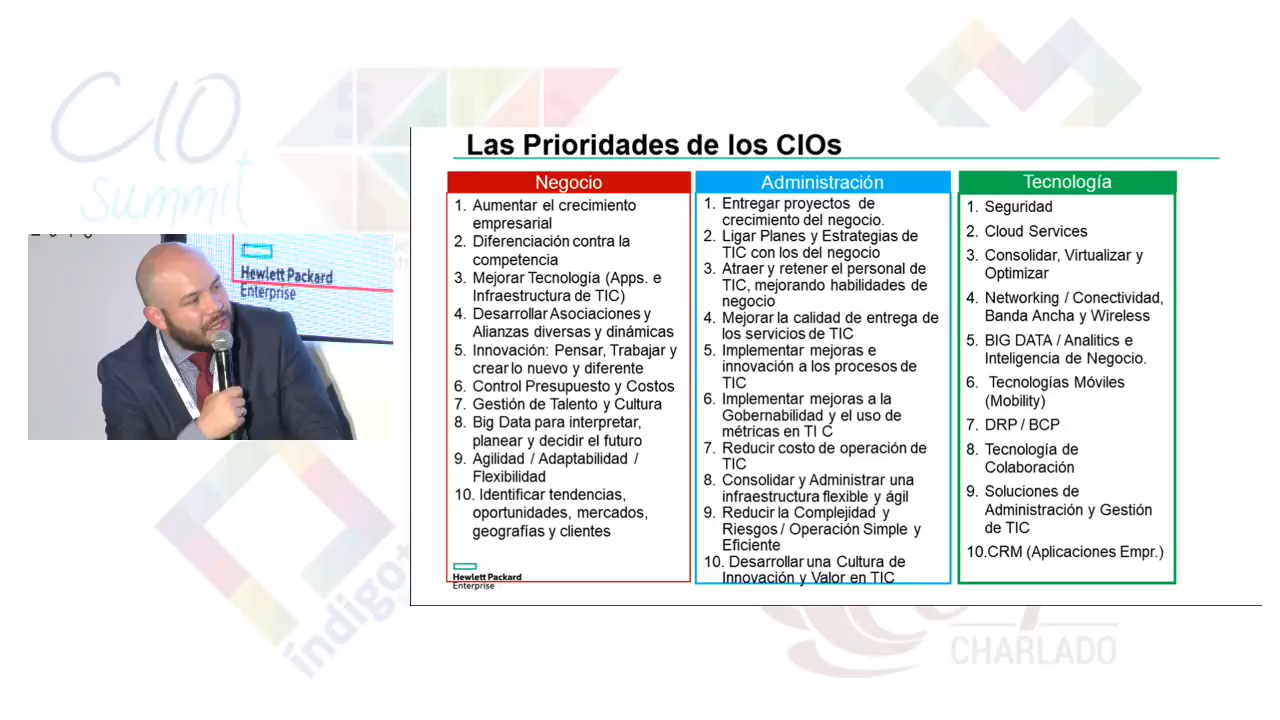 CIO
Summit
Hewlett Packard
Enterprise
Las Prioridades de los CIOs
Negocio
1. Aumentar el crecimiento
empresarial
2. Diferenciación contra la
competencia
3. Mejorar Tecnología (Apps. e
Infraestructura de TIC)
4. Desarrollar Asociaciones y
Alianzas diversas y dinámicas
5. Innovación: Pensar, Trabajar y
crear lo nuevo y diferente
6. Control Presupuesto y Costos
7. Gestión de Talento y Cultura
8. Big Data para interpretar,
planear y decidir el futuro
9. Agilidad / Adaptabilidad /
Flexibilidad
10. Identificar tendencias,
oportunidades, mercados,
geografías y clientes
Hewlett Packard
Enterprise
Administración
1. Entregar proyectos de
crecimiento del negocio.
2. Ligar Planes y Estrategias de
TIC con los del negocio
3. Atraer y retener el personal de
TIC, mejorando habilidades de
negocio
4. Mejorar la calidad de entrega de
los servicios de TIC
5. Implementar mejoras e
innovación a los procesos de
TIC
6. Implementar mejoras a la
Gobernabilidad y el uso de
métricas en TI C
7. Reducir costo de operación de
TIC
8. Consolidar y Administrar una
infraestructura flexible y ágil
9. Reducir la Complejidad y
Riesgos / Operación Simple y
Eficiente
10. Desarrollar una Cultura de
Innovación y Valor en TIC
Tecnología
1. Seguridad
2. Cloud Services
3. Consolidar, Virtualizar y
Optimizar
4. Networking / Conectividad,
Banda Ancha y Wireless
5. BIG DATA / Analitics e
Inteligencia de Negocio.
6. Tecnologías Móviles
(Mobility)
7. DRP / BCP
8. Tecnología de
Colaboración
9. Soluciones de
Administración y Gestión
de TIC
10.CRM (Aplicaciones Empr.)
CHARLADO